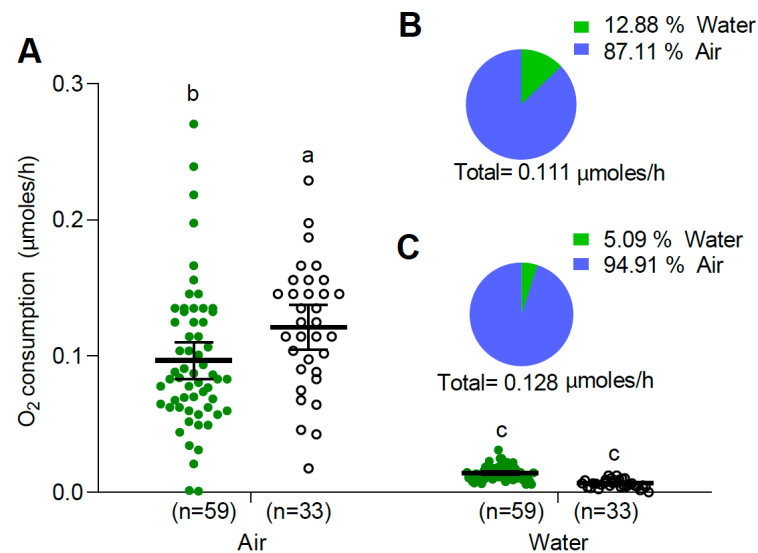 A
O2 consumption (μmoles/h)
0.3
0.2
0.1
0.0
b
a
c
c
(n=59)
(n=33)
(n=59)
(n=33)
Air
Water
B
12.88 % Water
87.11 % Air
Total= 0.111 μmoles/h
C
5.09 % Water
94.91 % Air
Total= 0.128 μmoles/h